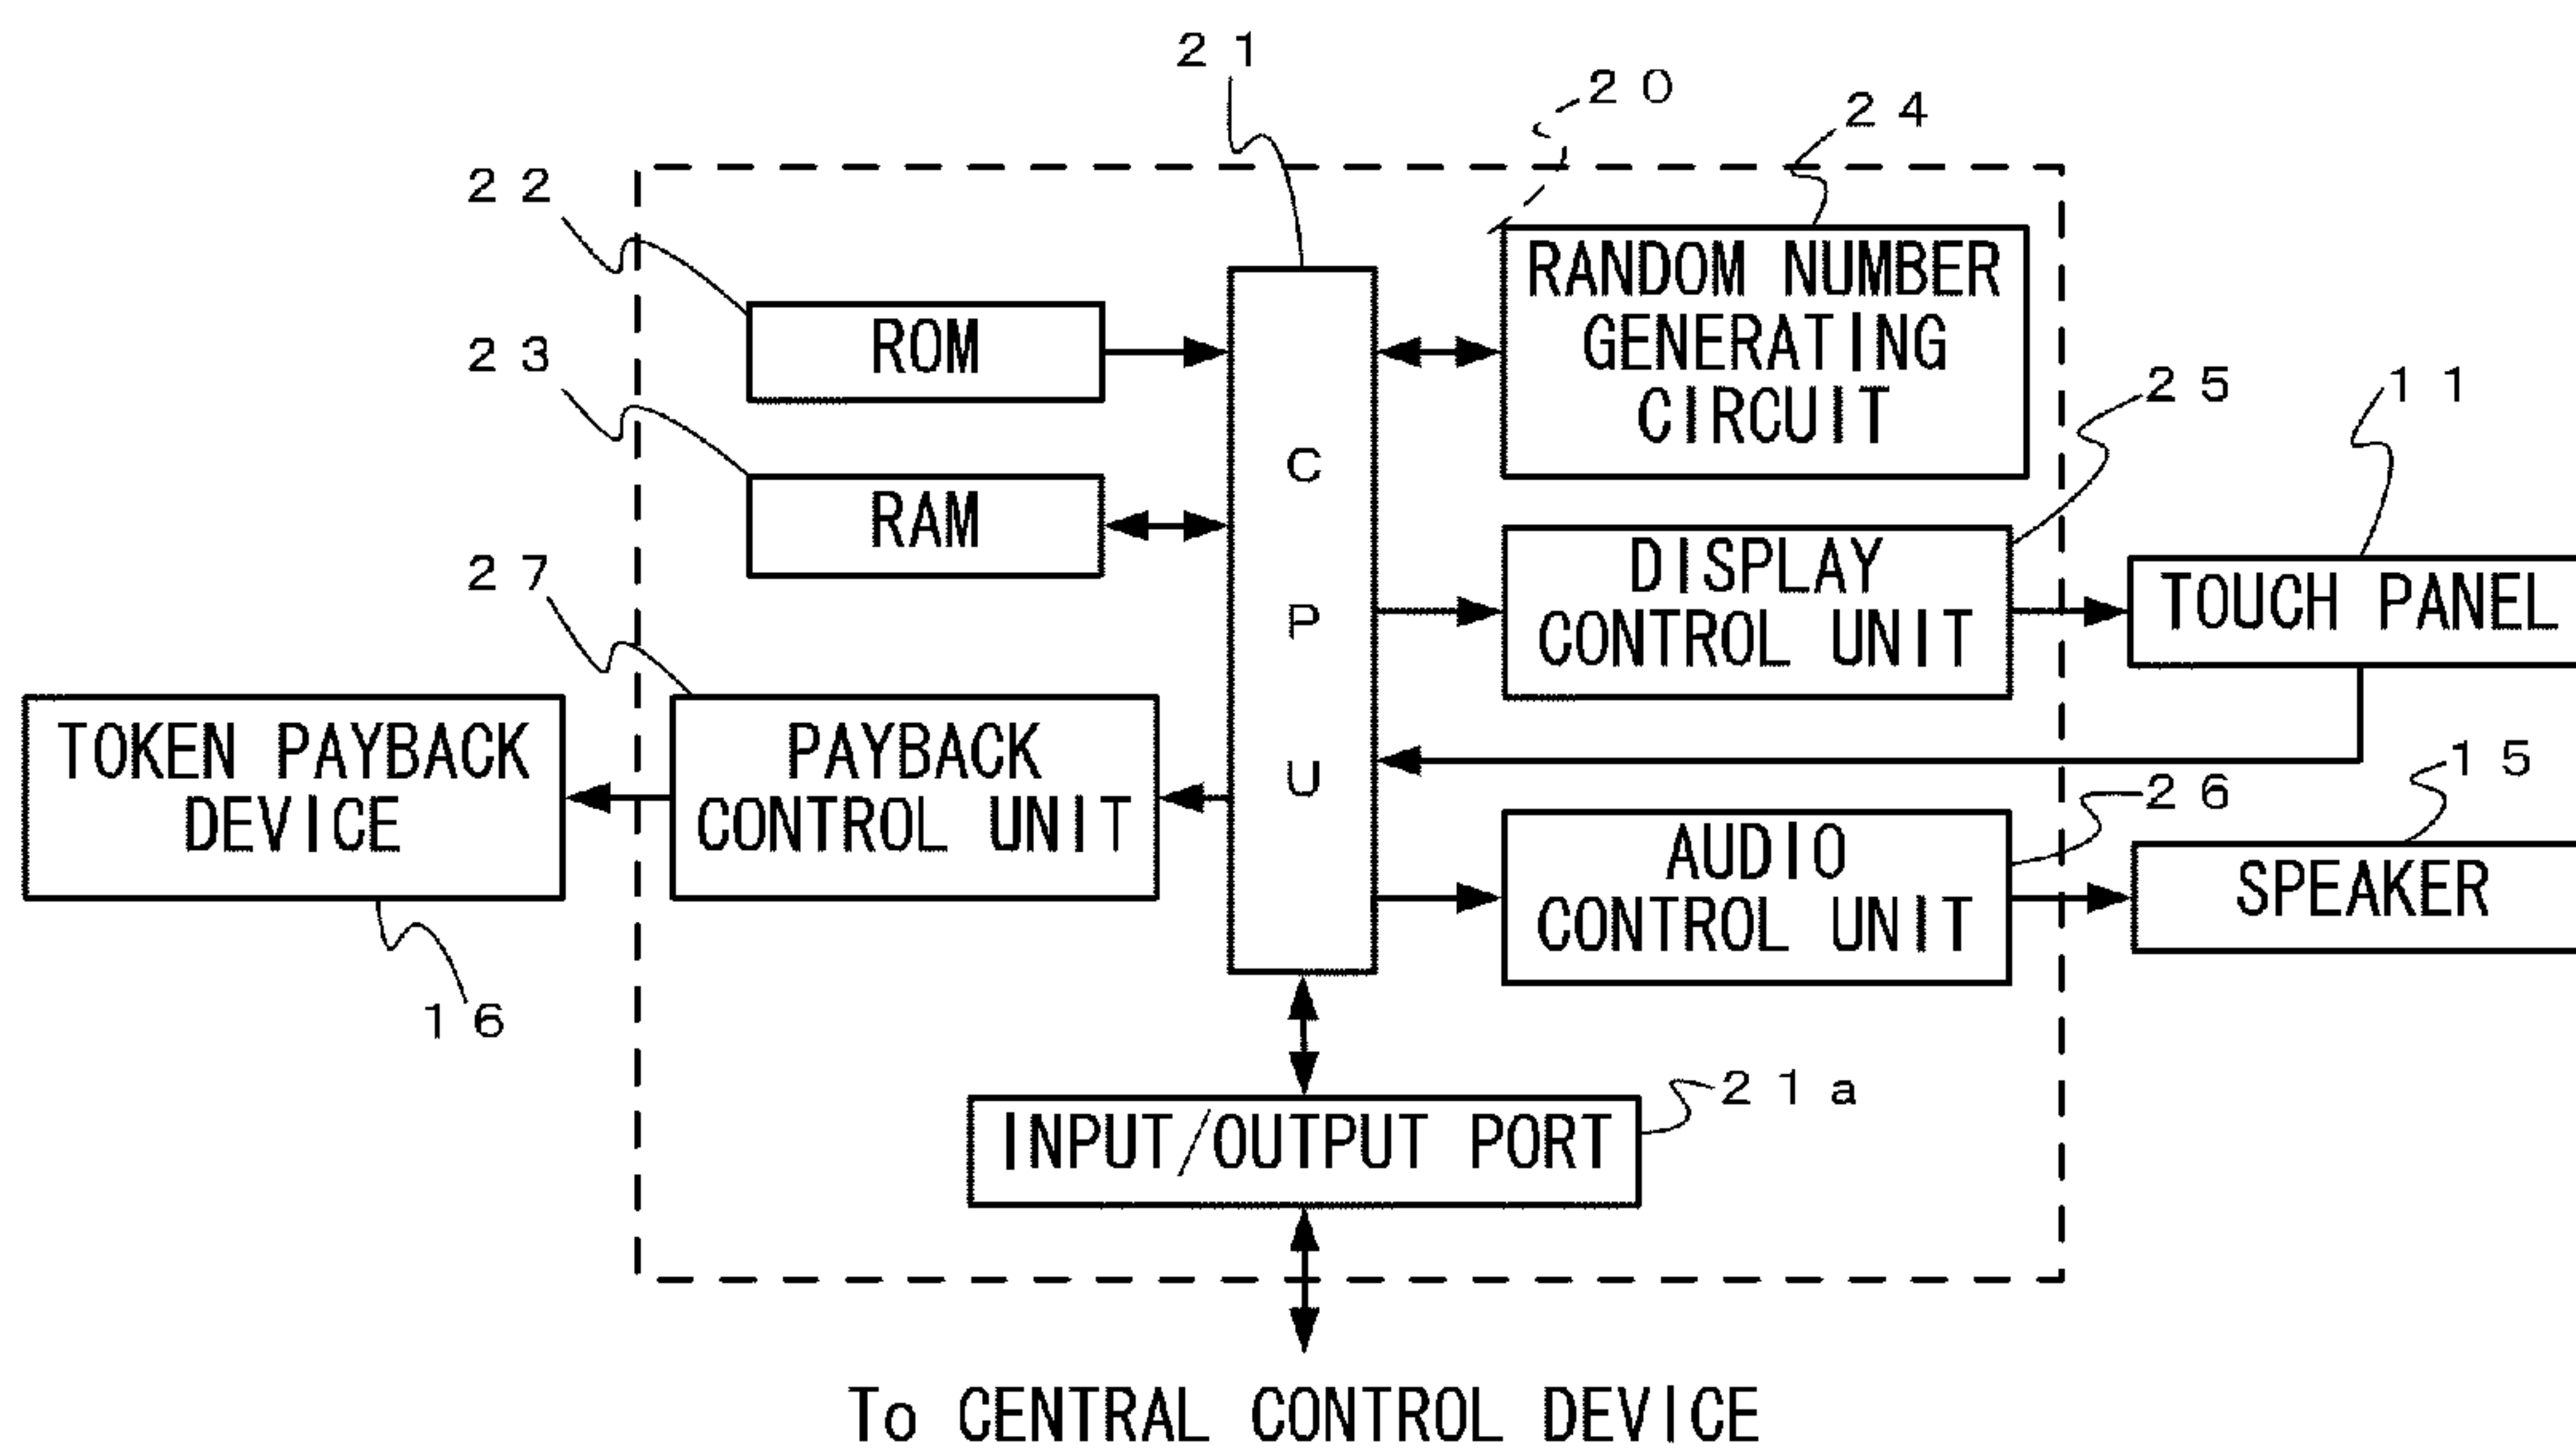 21
20
24
22
RANDOM NUMBER
GENERATING
CIRCUIT
ROM
23
25
11
C
P
U
RAM
DISPLAY
CONTROL UNIT
TOUCH PANEL
27
TOKEN PAYBACK
DEVICE
PAYBACK
CONTROL UNIT
15
26
AUDIO
CONTROL UNIT
SPEAKER
16
21a
INPUT/OUTPUT PORT
To CENTRAL CONTROL DEVICE